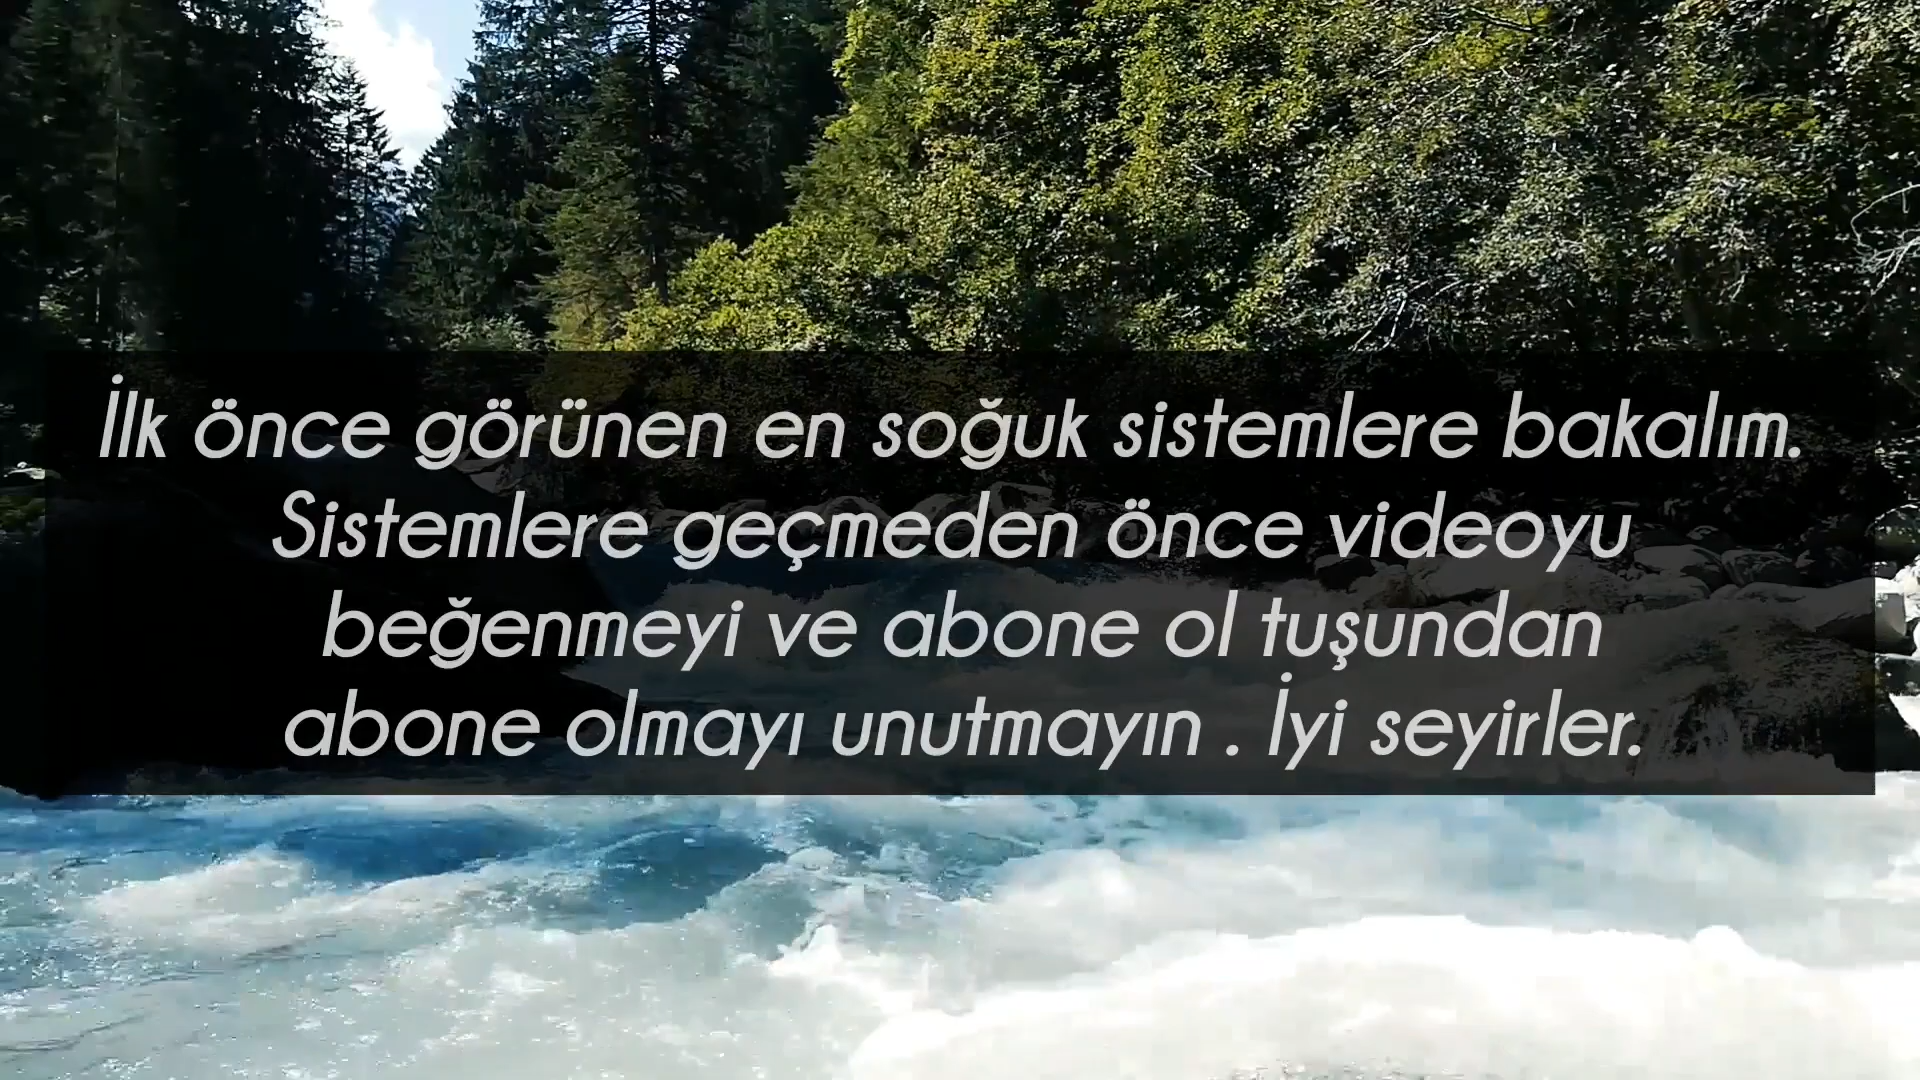 İlk önce görünen en soğuk sistemlere bakalım.
Sistemlere geçmeden önce videoyu
beğenmeyi ve abone ol tuşundan
abone olmayı unutmayın . İyi seyirler.